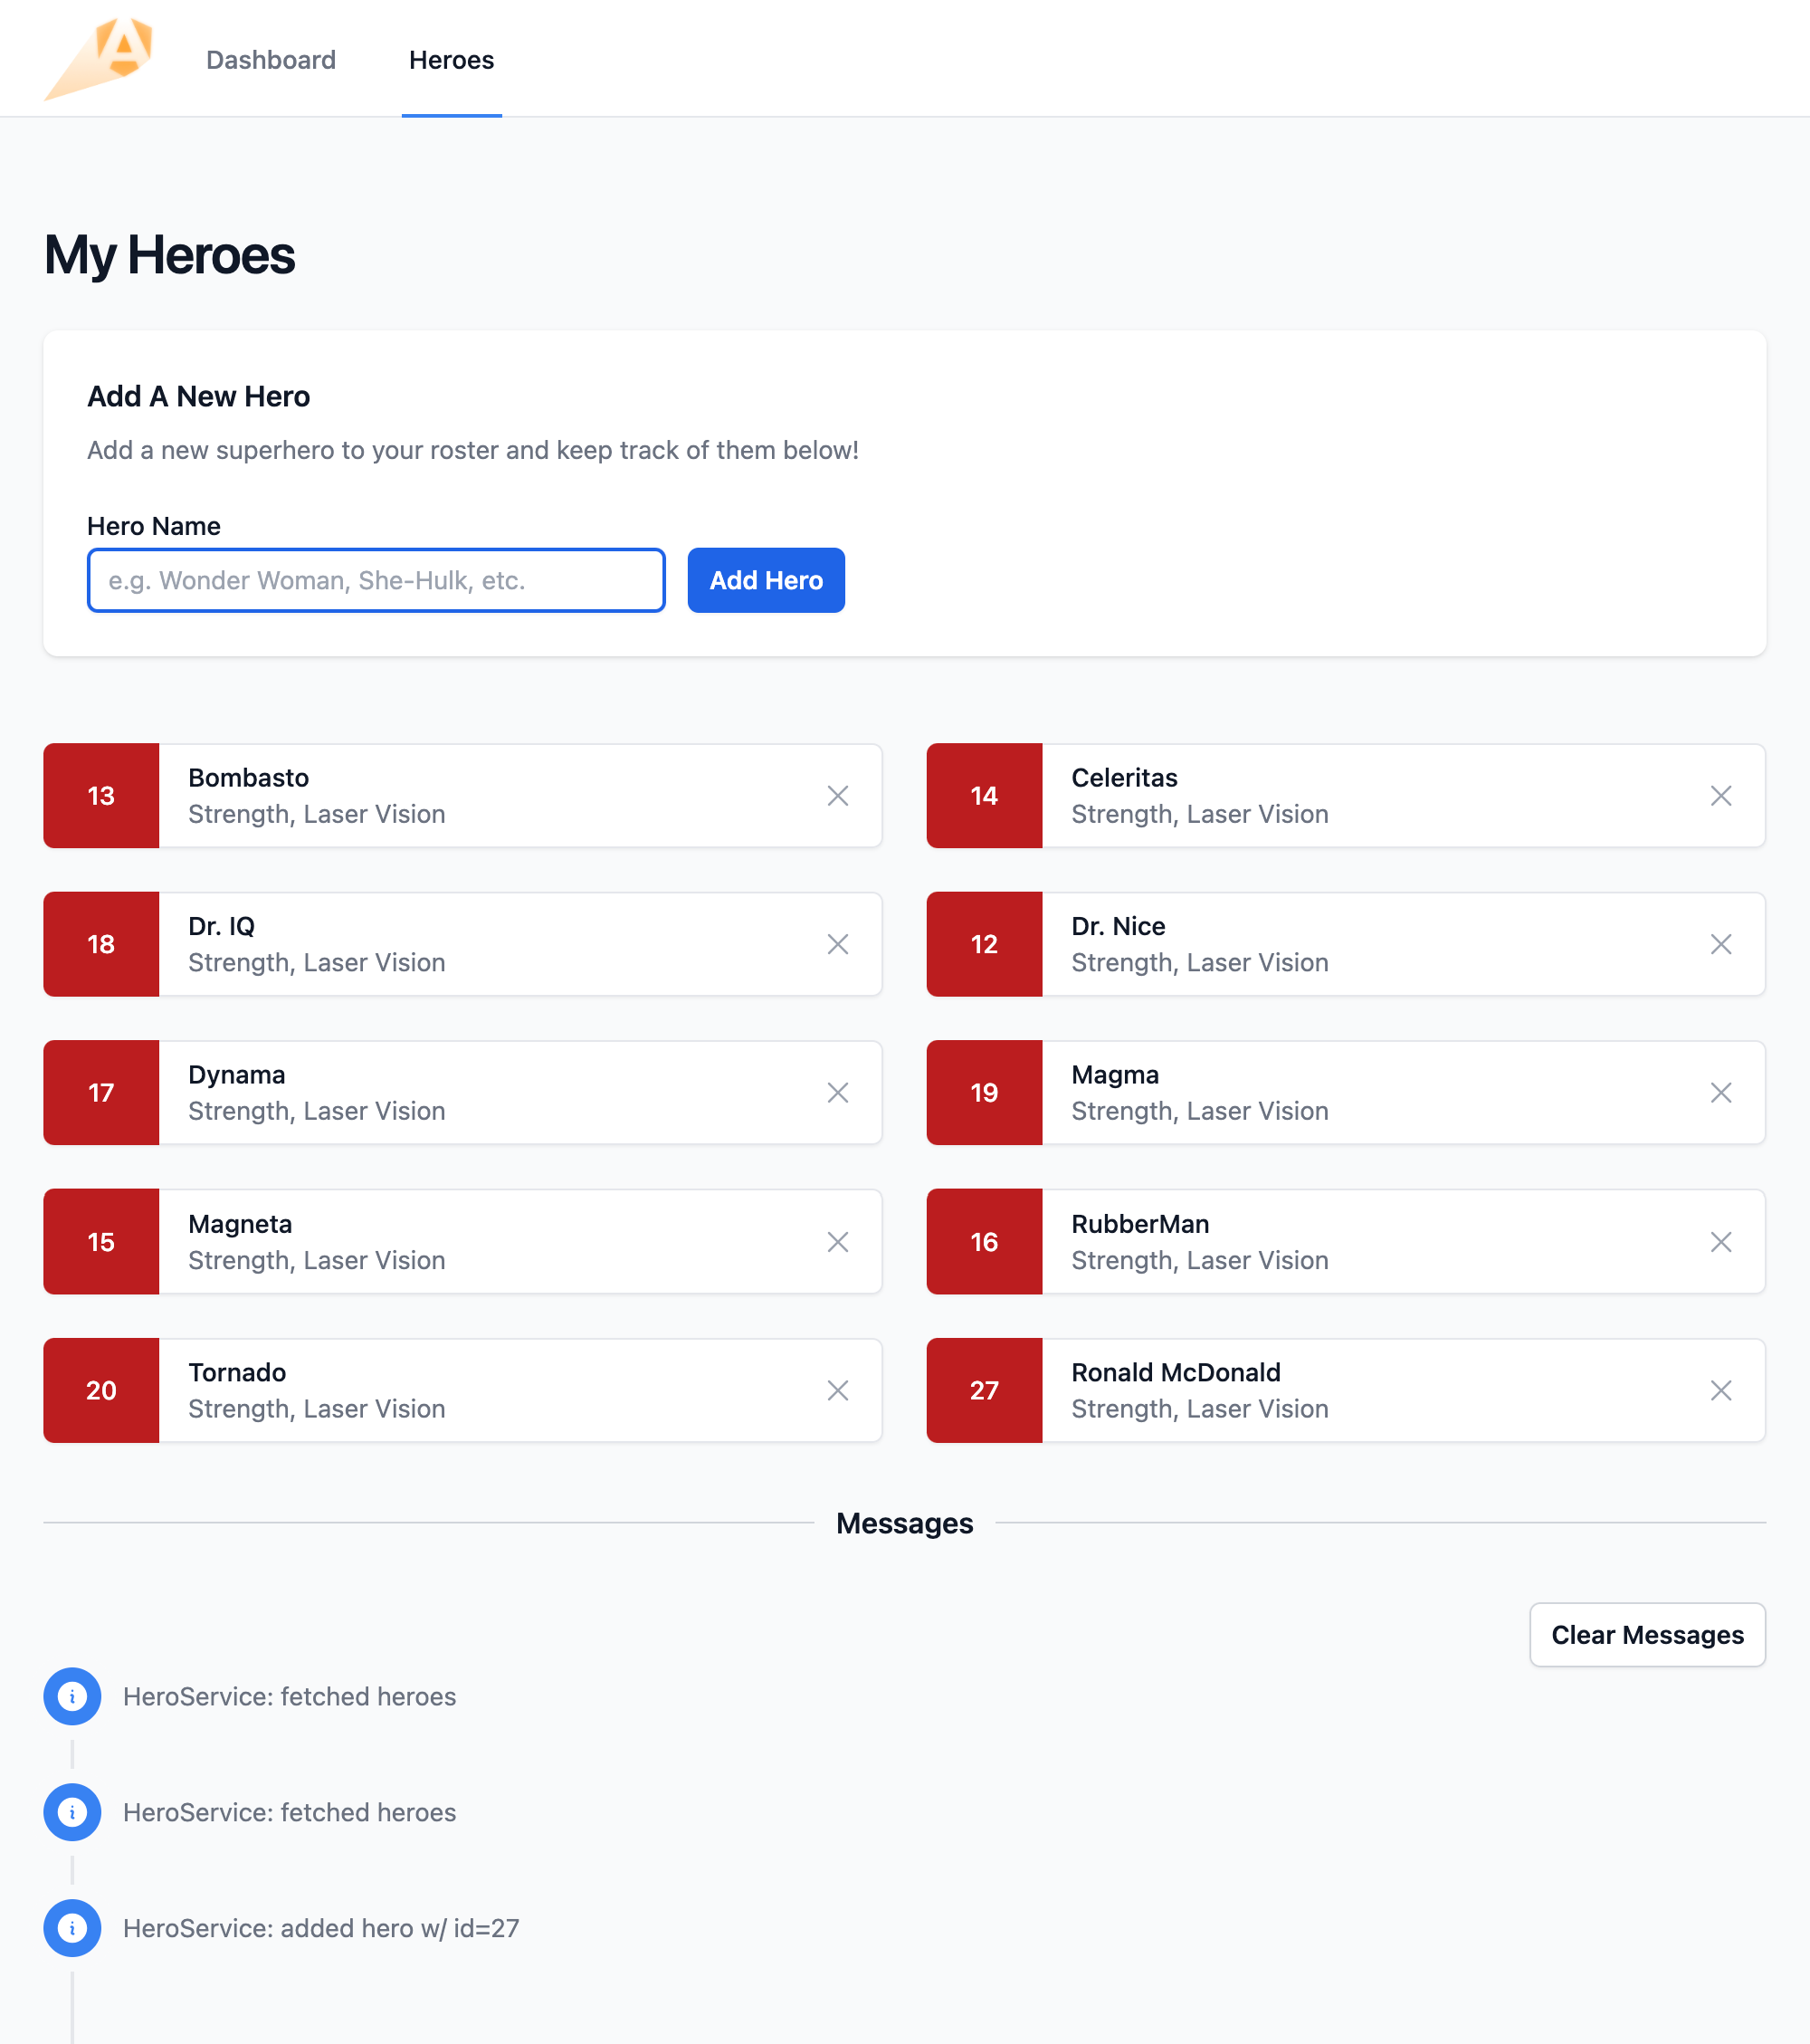 Dashboard
Heroes
My Heroes
Add A New Hero
Add a new superhero to your roster and keep track of them below!
Hero Name
e.g. Wonder Woman, She-Hulk, etc.
Add Hero
13
Bombasto
Strength, Laser Vision
14
Celeritas
Strength, Laser Vision
18
Dr. IQ
Strength, Laser Vision
12
Dr. Nice
Strength, Laser Vision
17
Dynama
Strength, Laser Vision
19
Magma
Strength, Laser Vision
15
Magneta
Strength, Laser Vision
16
RubberMan
Strength, Laser Vision
20
Tornado
Strength, Laser Vision
27
Ronald McDonald
Strength, Laser Vision
Messages
Clear Messages
HeroService: fetched heroes
HeroService: fetched heroes
HeroService: added hero w/ id=27